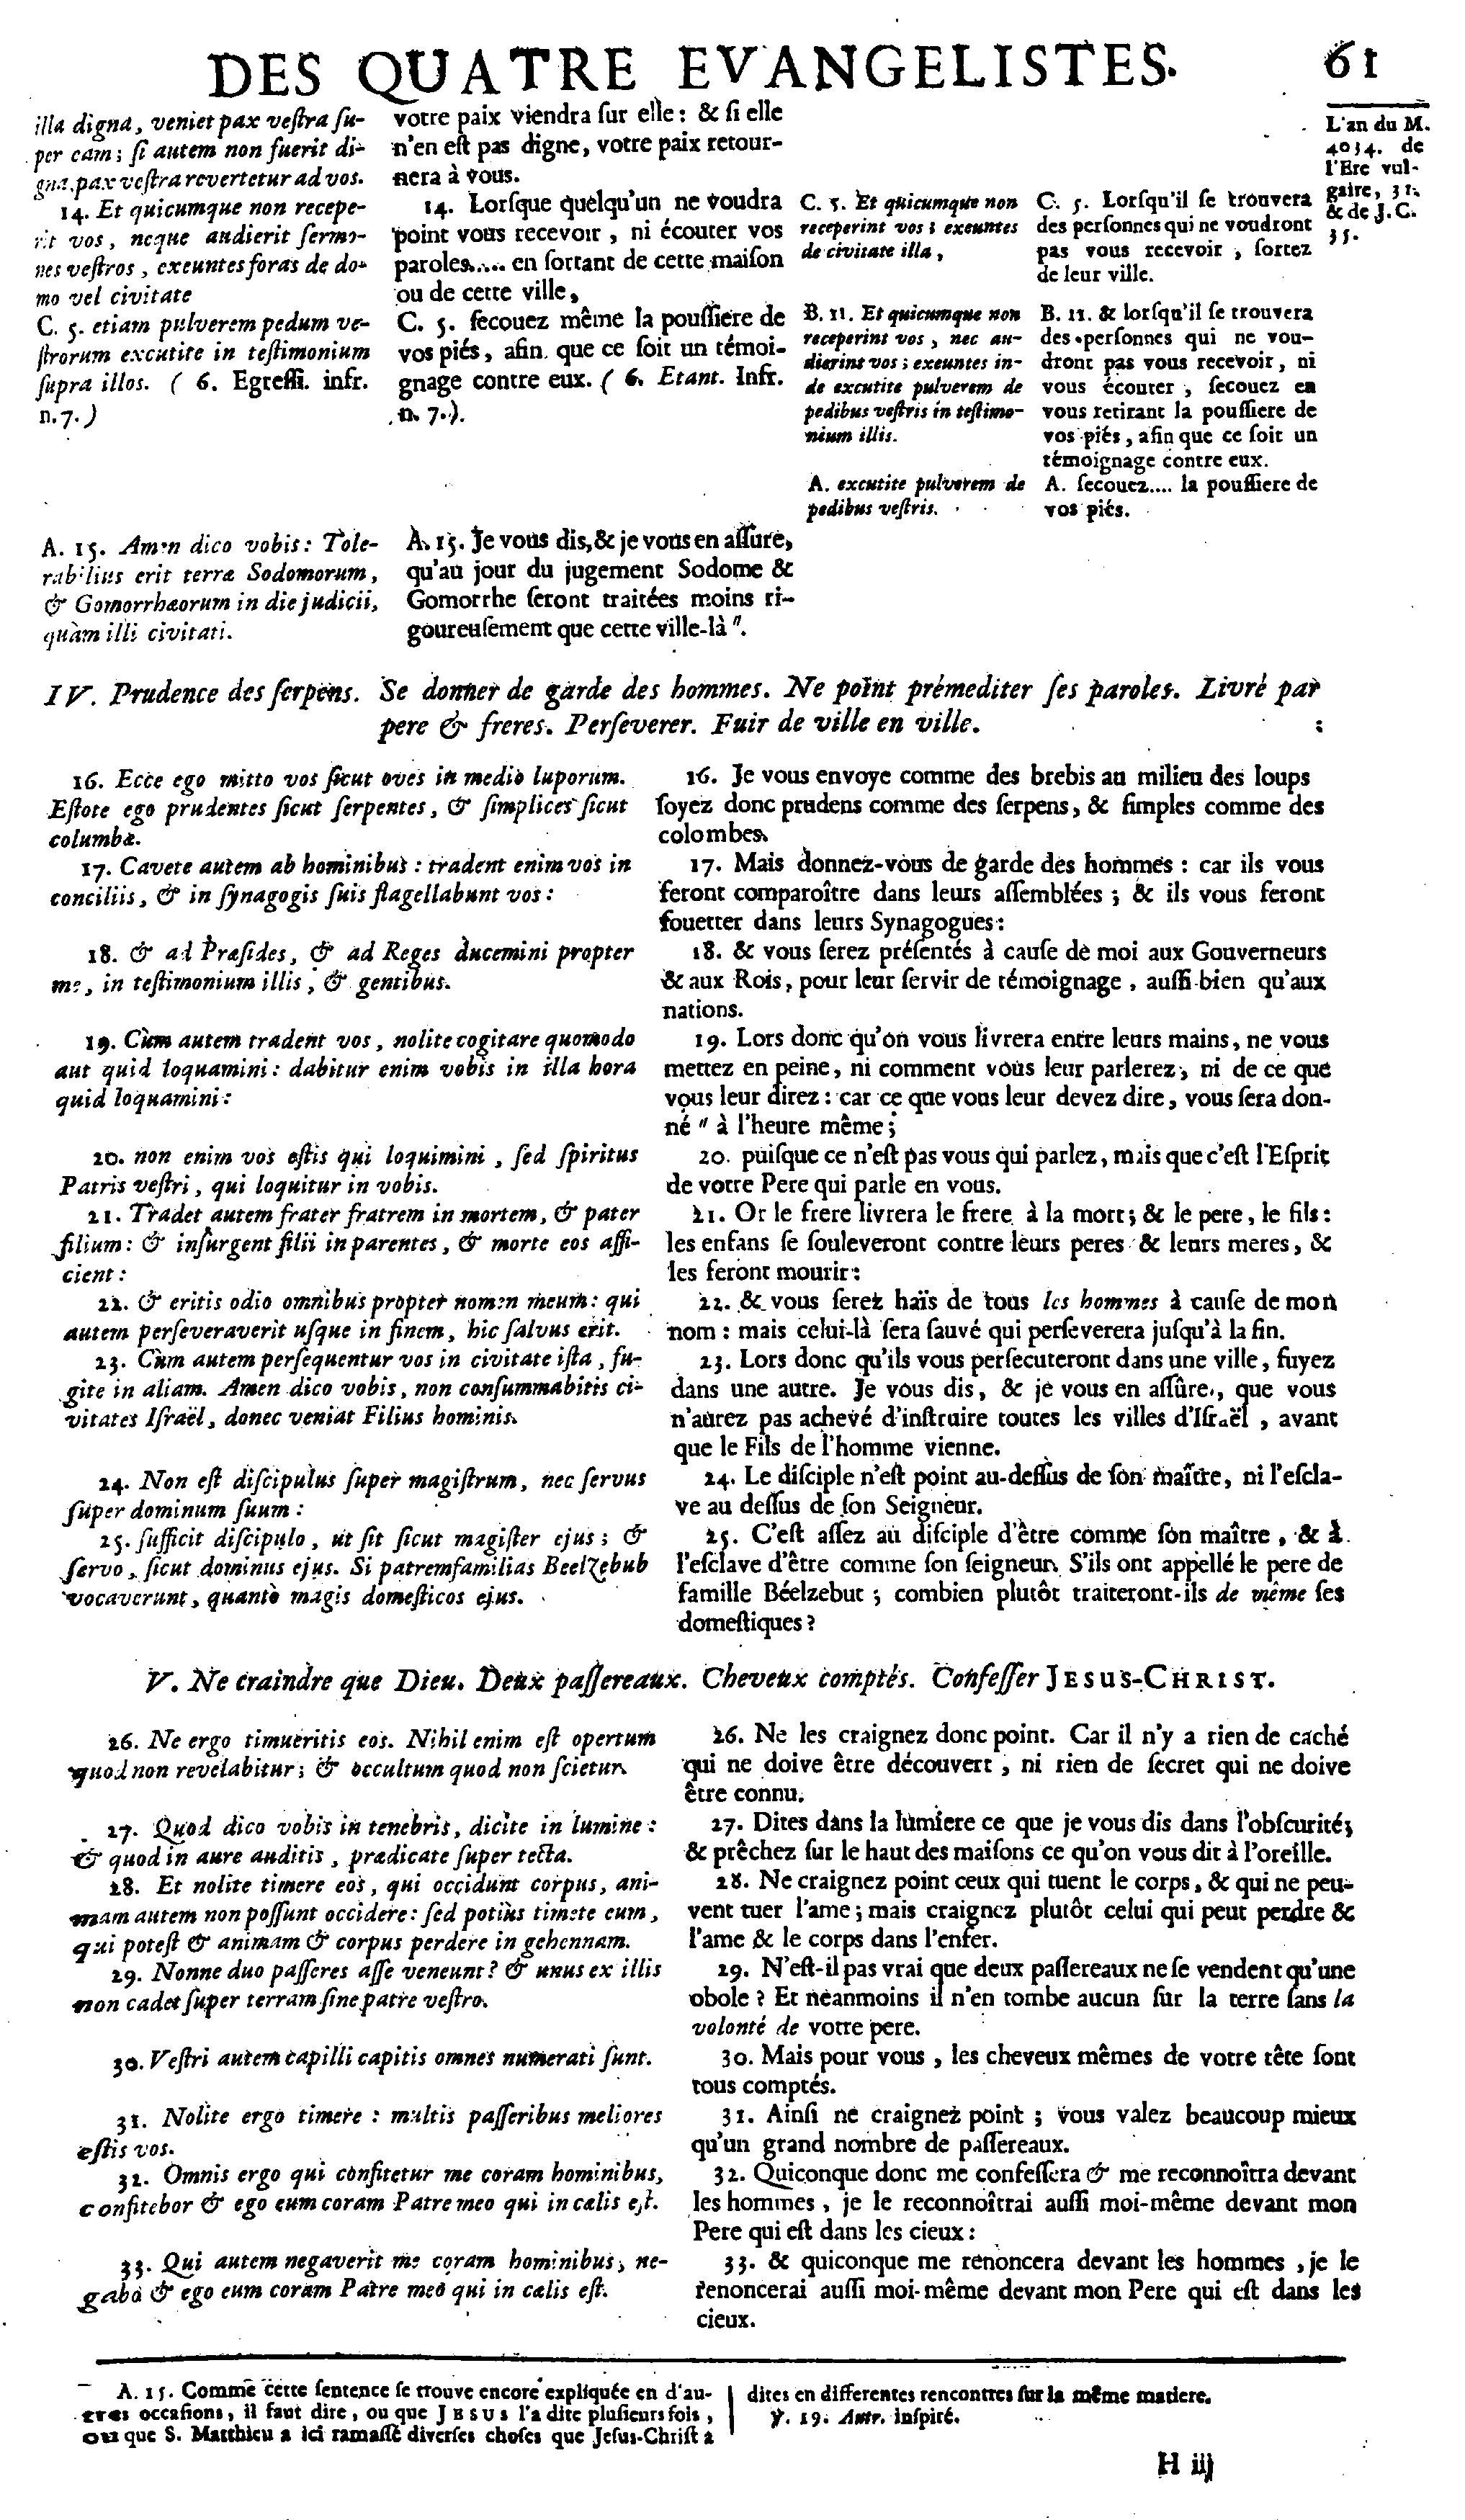 DES QUATRE EVANGELISTES.
61
L'an du M.
4034. de
l'Ere vul-
gaire, 31.
& de J. C.
35.
illa digna, veniet pax veſtra ſu-
per eam; ſi autem non fuerit di-
gna, pax veſtra revertetur ad vos.
14. Et quicumque non recepe-
rit vos, neque audierit ſermo-
nes veſtros, exeuntes foras de do-
mo vel civitate
C. 5. etiam pulverem pedum ve-
ſtrorum excutite in teſtimonium
ſupra illos. ( 6. Egreſſi. infr.
n. 7. )
votre paix viendra ſur elle: & ſi elle
n'en eſt pas digne, votre paix retour-
nera à vous.
14. Lorſque quelqu'un ne voudra
point vous recevoir, ni écouter vos
paroles.... en ſortant de cette maiſon
ou de cette ville,
C. 5. ſecouez même la pouſſiere de
vos piés, afin que ce ſoit un témoi-
gnage contre eux. ( 6. Etant. Infr.
n. 7. ).
C. 5. Et quicumque non
receperint vos; exeuntes
de civitate illa,
B. 11. Et quicumque non
receperint vos, nec au-
dierint vos; exeuntes in-
de excutite pulverem de
pedibus veſtris in teſtimo-
nium illis.
A. excutite pulverem de
pedibus veſtris.
C. 5. Lorſqu'il ſe trouvera
des perſonnes qui ne voudront
pas vous recevoir, ſortez
de leur ville.
B. 11. & lorſqu'il ſe trouvera
des perſonnes qui ne vou-
dront pas vous recevoir, ni
vous écouter, ſecouez en
vous retirant la pouſſiere de
vos piés, afin que ce ſoit un
témoignage contre eux.
A. ſecouez.... la pouſſiere de
vos piés.
A. 15. Amen dico vobis: Tole-
rabilius erit terræ Sodomorum,
& Gomorrhæorum in die judicii,
quàm illi civitati.
A. 15. Je vous dis, & je vous en aſſure,
qu'au jour du jugement Sodome &
Gomorrhe ſeront traitées moins ri-
goureuſement que cette ville-là ".
IV. Prudence des ſerpens. Se donner de garde des hommes. Ne point prémediter ſes paroles. Livré par
pere & freres. Perſeverer. Fuir de ville en ville.
16. Ecce ego mitto vos ſicut oves in medio luporum.
Eſtote ego prudentes ſicut ſerpentes, & ſimplices ſicut
columbæ.
17. Cavete autem ab hominibus: tradent enim vos in
conciliis, & in ſynagogis ſuis flagellabunt vos:
18. & ad Præſides, & ad Reges ducemini propter
me, in teſtimonium illis, & gentibus.
19. Cùm autem tradent vos, nolite cogitare quomodo
aut quid loquamini: dabitur enim vobis in illa hora
quid loquamini:
20. non enim vos eſtis qui loquimini, ſed ſpiritus
Patris veſtri, qui loquitur in vobis.
21. Tradet autem frater fratrem in mortem, & pater
filium: & inſurgent filii in parentes, & morte eos affi-
cient:
22. & eritis odio omnibus propter nomen meum: qui
autem perſeveraverit uſque in finem, hic ſalvus erit.
23. Cùm autem perſequentur vos in civitate iſta, fu-
gite in aliam. Amen dico vobis, non conſummabitis ci-
vitates Iſraël, donec veniat Filius hominis.
24. Non eſt diſcipulus ſuper magiſtrum, nec ſervus
ſuper dominum ſuum:
25. ſufficit diſcipulo, ut ſit ſicut magiſter ejus; &
ſervo, ſicut dominus ejus. Si patremfamilias Beelzebub
vocaverunt, quantò magis domeſticos ejus.
16. Je vous envoye comme des brebis au milieu des loups
ſoyez donc prudens comme des ſerpens, & ſimples comme des
colombes.
17. Mais donnez-vous de garde des hommes: car ils vous
feront comparoître dans leurs aſſemblées; & ils vous feront
fouetter dans leurs Synagogues:
18. & vous ſerez préſentés à cauſe de moi aux Gouverneurs
& aux Rois, pour leur ſervir de témoignage, auſſi-bien qu'aux
nations.
19. Lors donc qu'on vous livrera entre leurs mains, ne vous
mettez en peine, ni comment vous leur parlerez, ni de ce que
vous leur direz: car ce que vous leur devez dire, vous ſera don-
né " à l'heure même;
20. puiſque ce n'eſt pas vous qui parlez, mais que c'eſt l'Eſprit
de votre Pere qui parle en vous.
21. Or le frere livrera le frere à la mort; & le pere, le fils:
les enfans ſe ſouleveront contre leurs peres & leurs meres, &
les feront mourir:
22. & vous ſerez haïs de tous les hommes à cauſe de mon
nom: mais celui-là ſera ſauvé qui perſeverera juſqu'à la fin.
23. Lors donc qu'ils vous perſecuteront dans une ville, fuyez
dans une autre. Je vous dis, & je vous en aſſûre, que vous
n'aurez pas achevé d'inſtruire toutes les villes d'Iſraël, avant
que le Fils de l'homme vienne.
24. Le diſciple n'eſt point au-deſſus de ſon maître, ni l'eſcla-
ve au deſſus de ſon Seigneur.
25. C'eſt aſſez au diſciple d'être comme ſon maître, & à
l'eſclave d'être comme ſon ſeigneur. S'ils ont appellé le pere de
famille Béelzebut; combien plutôt traiteront-ils de même ſes
domeſtiques?
V. Ne craindre que Dieu. Deux paſſereaux. Cheveux comptés. Confeſſer JESUS-CHRIST.
26. Ne ergo timueritis eos. Nihil enim eſt opertum
quod non revelabitur; & occultum quod non ſcietur.
27. Quod dico vobis in tenebris, dicite in lumine:
& quod in aure auditis, prædicate ſuper tecta.
28. Et nolite timere eos, qui occidunt corpus, ani-
mam autem non poſſunt occidere: ſed potiùs timete eum,
qui poteſt & animam & corpus perdere in gehennam.
29. Nonne duo paſſeres aſſe veneunt? & unus ex illis
non cadet ſuper terram ſine patre veſtro.
30. Veſtri autem capilli capitis omnes numerati ſunt.
31. Nolite ergo timere: multis paſſeribus meliores
eſtis vos.
32. Omnis ergo qui confitetur me coram hominibus,
confitebor & ego eum coram Patre meo qui in cælis eſt.
33. Qui autem negaverit me coram hominibus, ne-
gabo & ego eum coram Patre meo qui in cælis eſt.
26. Ne les craignez donc point. Car il n'y a rien de caché
qui ne doive être découvert, ni rien de ſecret qui ne doive
être connu.
27. Dites dans la lumiere ce que je vous dis dans l'obſcurité;
& prêchez ſur le haut des maiſons ce qu'on vous dit à l'oreille.
28. Ne craignez point ceux qui tuent le corps, & qui ne peu-
vent tuer l'ame; mais craignez plutôt celui qui peut perdre &
l'ame & le corps dans l'enfer.
29. N'eſt-il pas vrai que deux paſſereaux ne ſe vendent qu'une
obole? Et néanmoins il n'en tombe aucun ſur la terre ſans la
volonté de votre pere.
30. Mais pour vous, les cheveux mêmes de votre tête ſont
tous comptés.
31. Ainſi ne craignez point; vous valez beaucoup mieux
qu'un grand nombre de paſſereaux.
32. Quiconque donc me confeſſera & me reconnoîtra devant
les hommes, je le reconnoîtrai auſſi moi-même devant mon
Pere qui eſt dans les cieux:
33. & quiconque me renoncera devant les hommes, je le
renoncerai auſſi moi-même devant mon Pere qui eſt dans les
cieux.
A. 15. Comme cette ſentence ſe trouve encore expliquée en d'au-
tres occaſions, il faut dire, ou que JESUS l'a dite pluſieurs fois,
ou que S. Matthieu a ici ramaſſé diverſes choſes que Jeſus-Chriſt a
dites en differentes rencontres ſur la même matiere.
℣. 19. Autr. inſpiré.
H iij